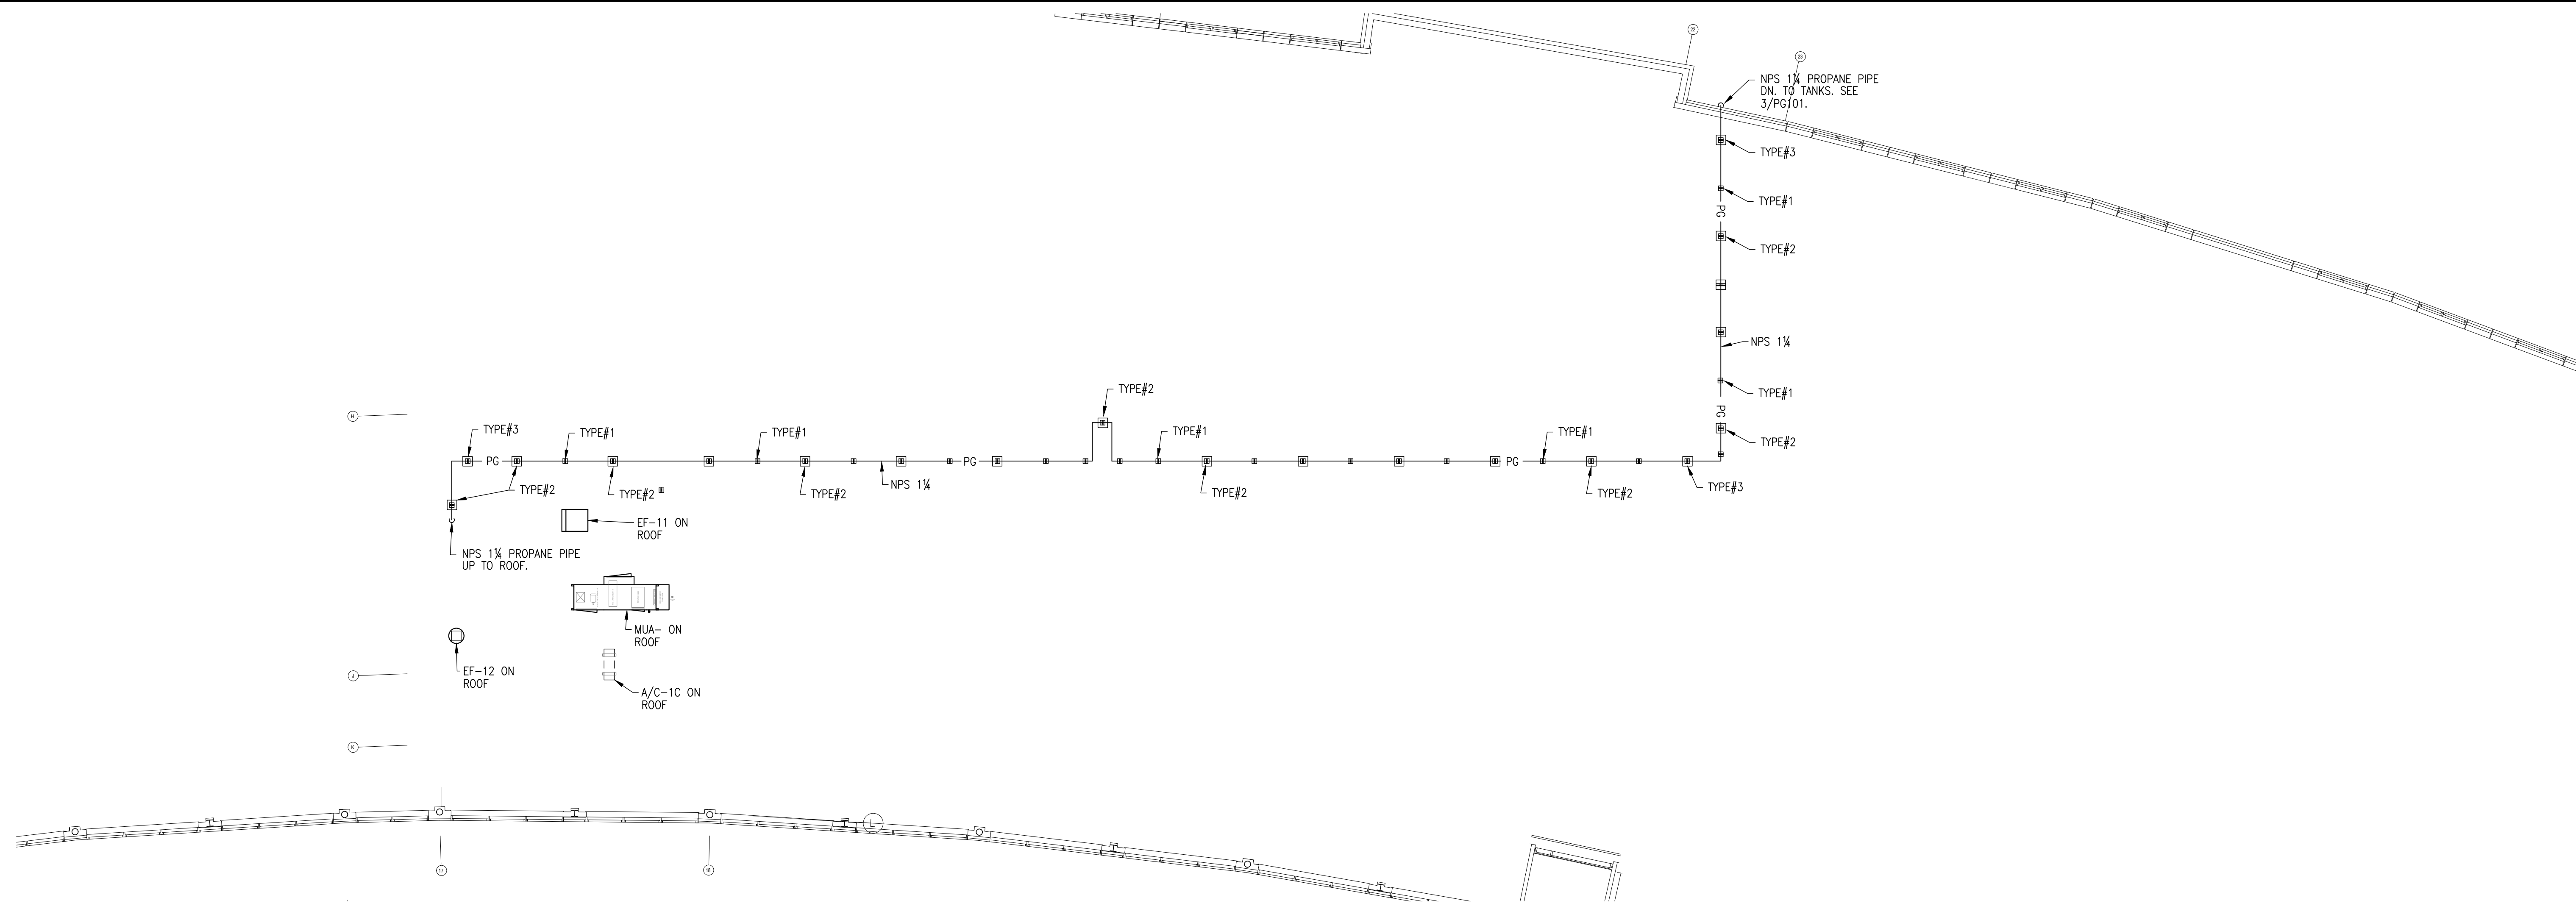 22
23
NPS 1¼ PROPANE PIPE
DN. TO TANKS. SEE
3/PG101.
TYPE#3
TYPE#1
PG
TYPE#2
NPS 1¼
TYPE#1
PG
TYPE#2
TYPE#2
H
TYPE#3
TYPE#1
TYPE#1
TYPE#1
TYPE#1
PG
PG
PG
TYPE#2
TYPE#2
TYPE#2
NPS 1¼
TYPE#2
TYPE#2
TYPE#3
EF-11 ON
ROOF
NPS 1¼ PROPANE PIPE
UP TO ROOF.
MUA- ON
ROOF
EF-12 ON
ROOF
J
A/C-1C ON
ROOF
K
L
17
18